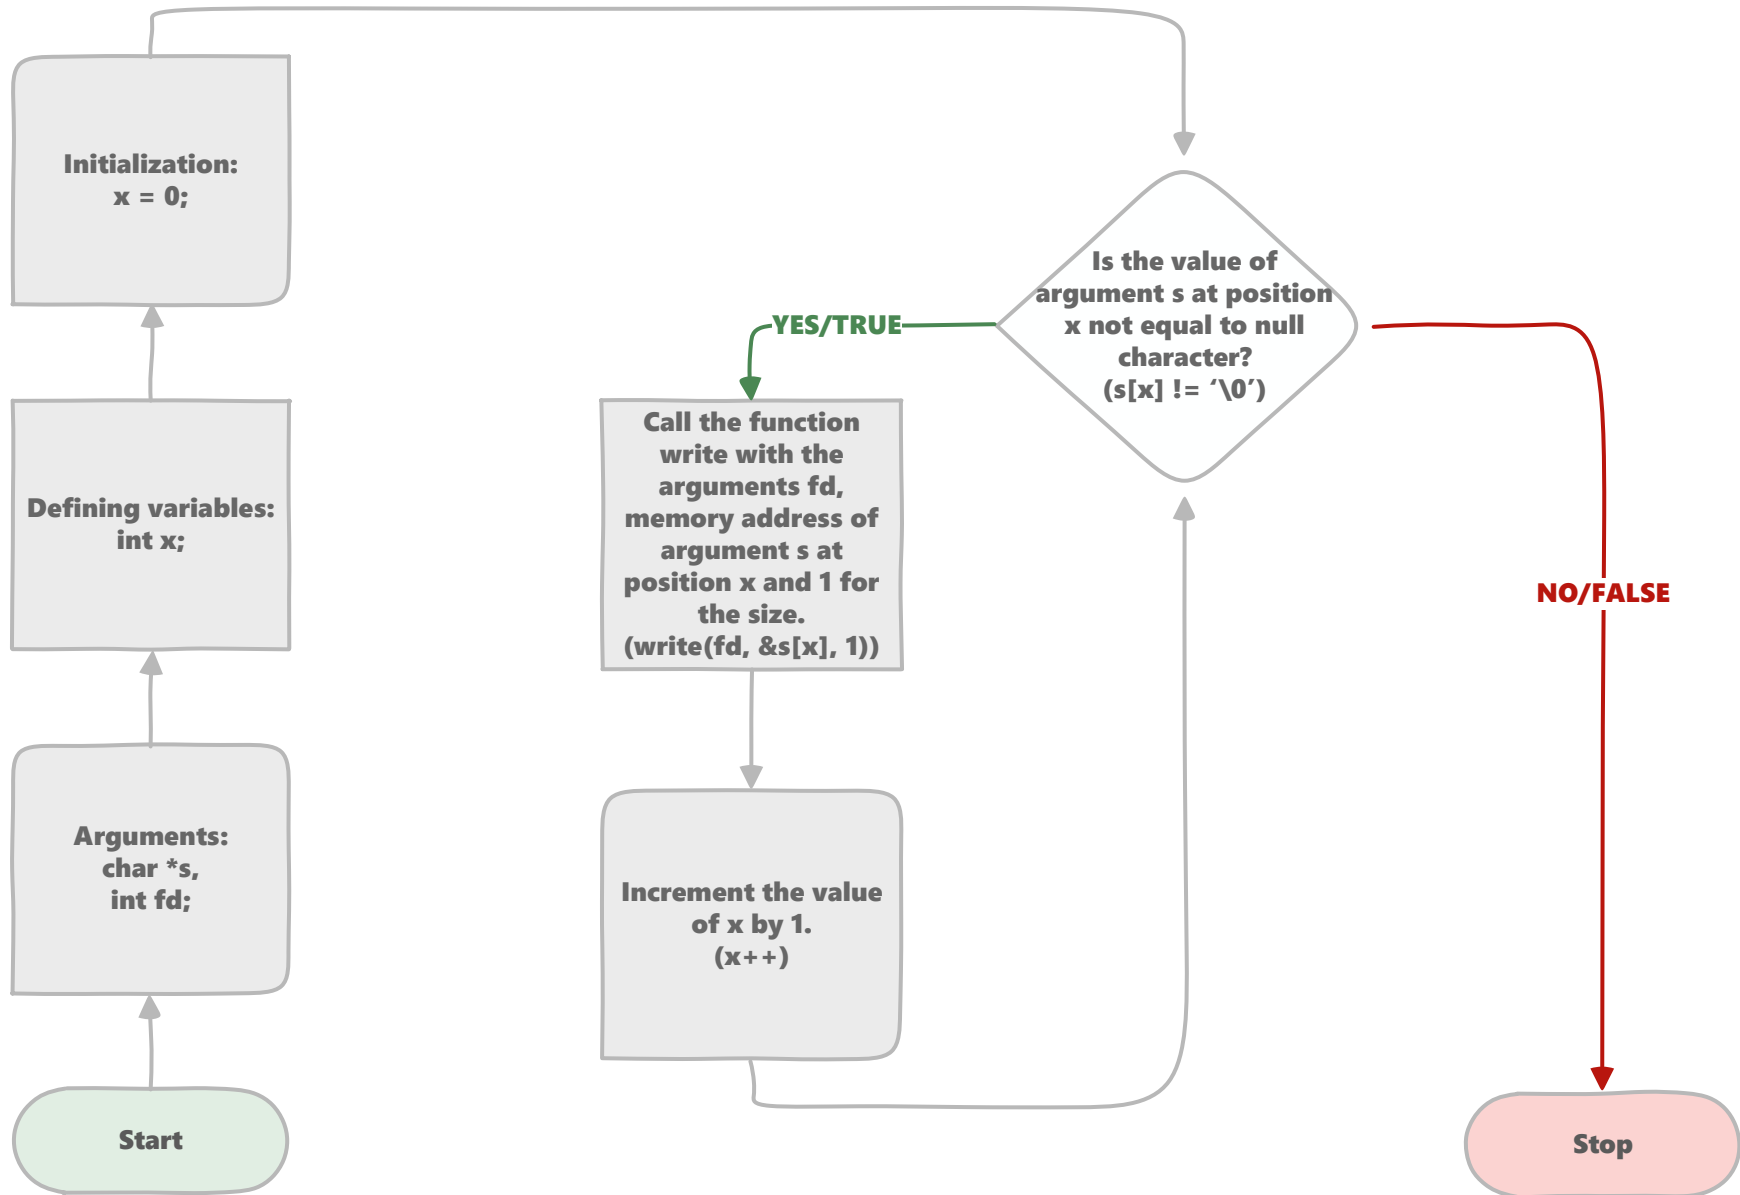 Start
Arguments:
char *s,
int fd;
Defining variables:
int x;
Initialization:
x = 0;
Is the value of
argument s at position
x not equal to null
character?
(s[x] != ‘\0’)
YES/TRUE
Call the function
write with the
arguments fd,
memory address of
argument s at
position x and 1 for
the size.
(write(fd, &s[x], 1))
Increment the value
of x by 1.
(x++)
NO/FALSE
Stop